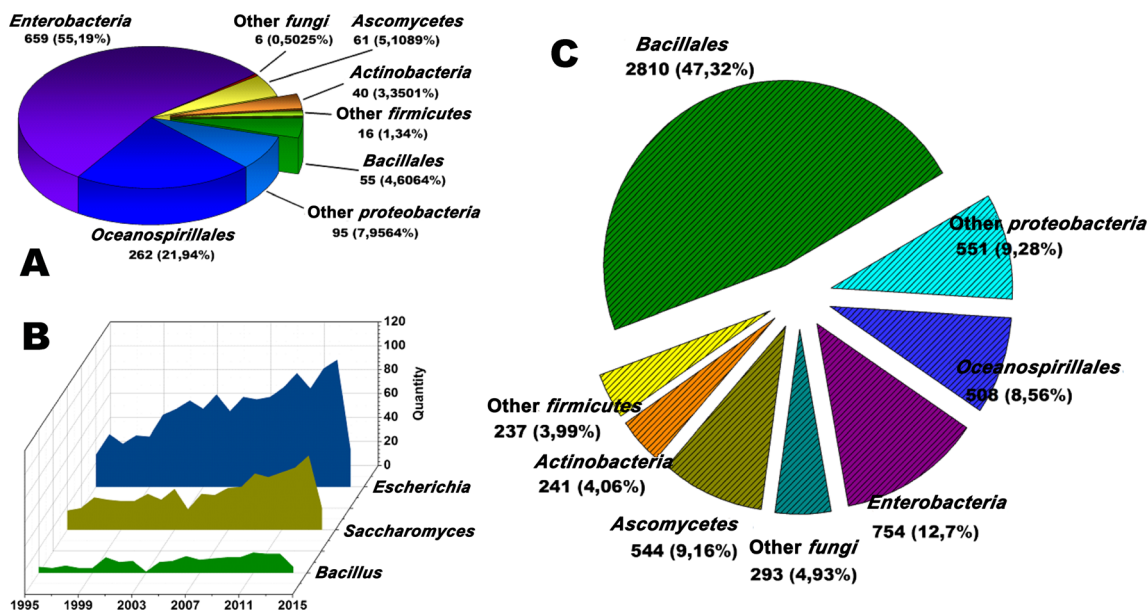 Enterobacteria
659 (55,19%)
Other fungi
6 (0,5025%)
Ascomycetes
61 (5,1089%)
Actinobacteria
40 (3,3501%)
Other firmicutes
16 (1,34%)
Bacillales
55 (4,6064%)
Other proteobacteria
95 (7,9564%)
Oceanospirillales
262 (21,94%)
A
B
120
100
80
60
40
20
0
Quantity
Escherichia
Saccharomyces
Bacillus
1995
1999
2003
2007
2011
2015
C
Bacillales
2810 (47,32%)
Other proteobacteria
551 (9,28%)
Oceanospirillales
508 (8,56%)
Enterobacteria
754 (12,7%)
Other fungi
293 (4,93%)
Ascomycetes
544 (9,16%)
Actinobacteria
241 (4,06%)
Other firmicutes
237 (3,99%)